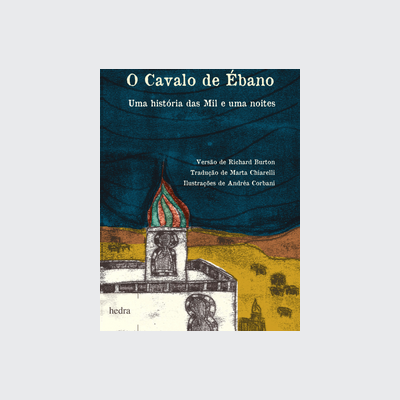 O Cavalo de Ébano
Uma história das Mil e uma noites
Versão de Richard Burton
Tradução de Marta Chiarelli
Ilustrações de Andréa Corbani
hedra